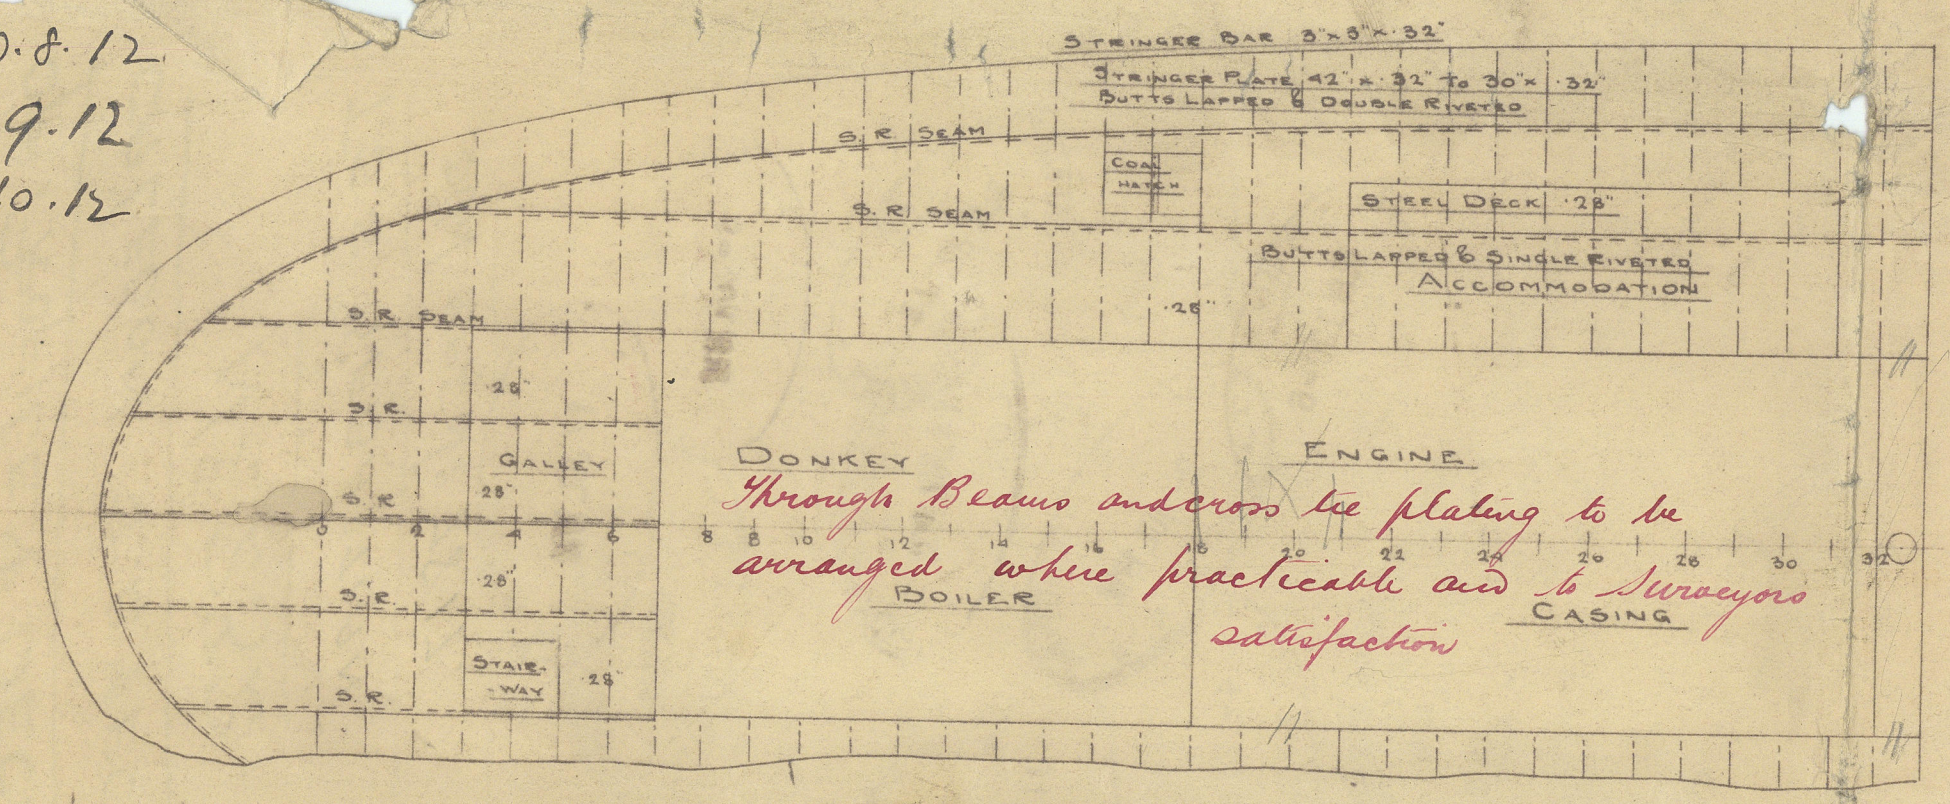 .8.12
9.12
10.12
STRINGER BAR 3"x3"x.32"
STRINGER PLATE 42"x.32" TO 30"x.32"
BUTTS LAPPED & DOUBLE RIVETED
S.R. SEAM
COAL
HATCH
STEEL DECK .28"
S.R. SEAM
BUTTS LAPPED & SINGLE RIVETED
ACCOMMODATION
.28"
S.R. SEAM
.28"
S.R.
GALLEY
DONKEY
ENGINE
.28"
S.R.
Through Beams and cross tie plating to be
0 2 4 6 8 8 10 12 14 16 18 20 22 24 26 28 30 32
arranged where practicable and to Surveyors
.28"
S.R.
BOILER
CASING
satisfaction
STAIR-
-WAY
.28"
S.R.